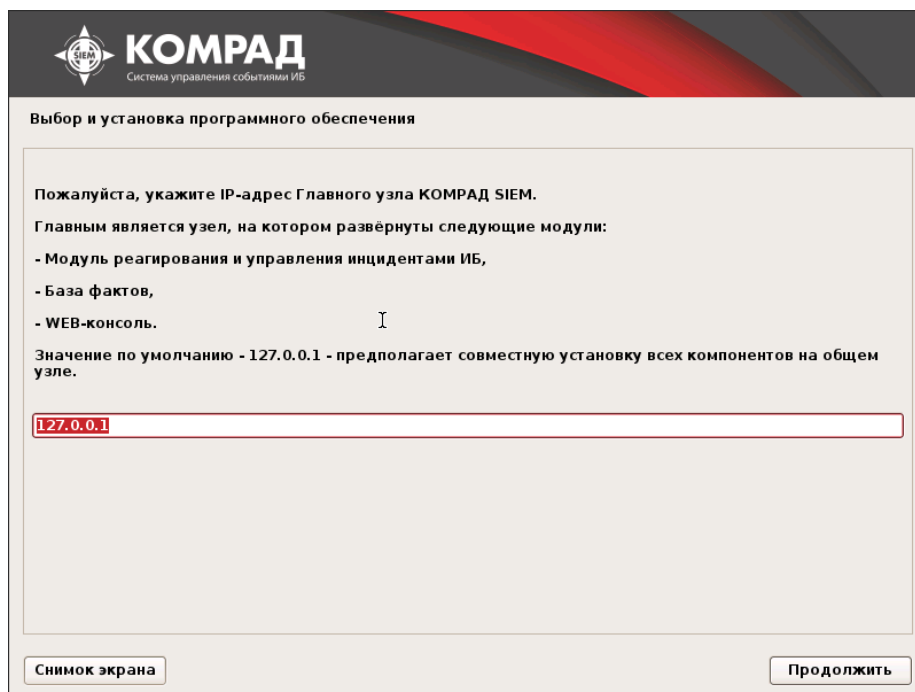 SIEM
КОМРАД
Система управления событиями ИБ
Выбор и установка программного обеспечения
Пожалуйста, укажите IP-адрес Главного узла КОМРАД SIEM.
Главным является узел, на котором развёрнуты следующие модули:
- Модуль реагирования и управления инцидентами ИБ,
- База фактов,
- WEB-консоль.
Значение по умолчанию - 127.0.0.1 - предполагает совместную установку всех компонентов на общем
узле.
127.0.0.1
Снимок экрана
Продолжить